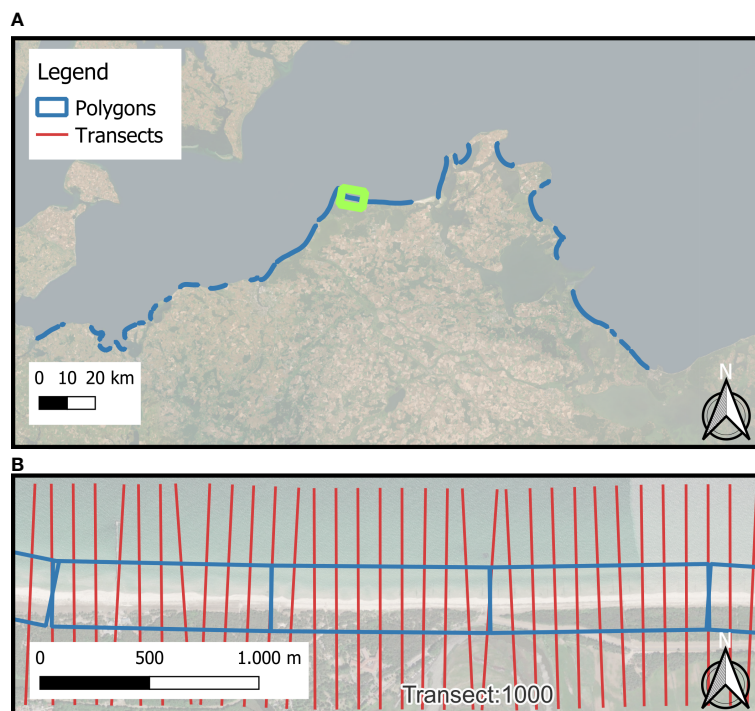 A
Legend
Polygons
Transects
0 10 20 km
N
B
0 500 1.000 m
N
Transect:1000